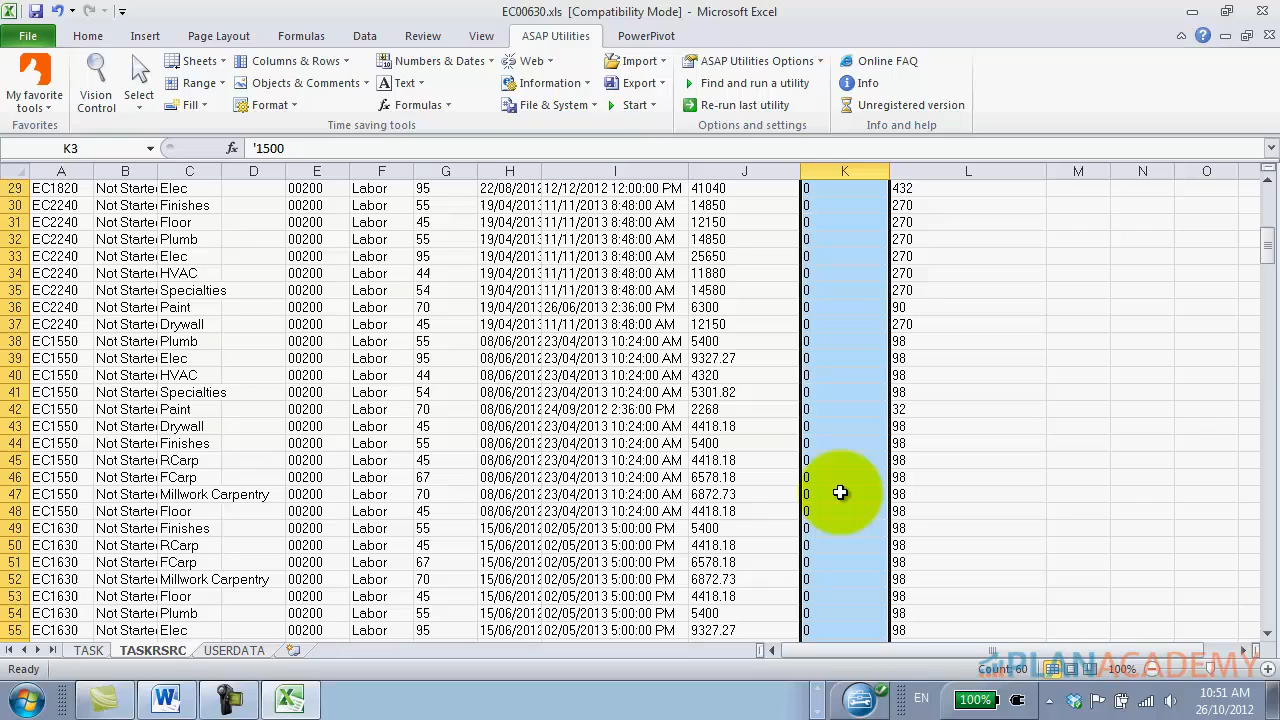 EC00630.xls [Compatibility Mode] - Microsoft Excel
File Home Insert Page Layout Formulas Data Review View ASAP Utilities PowerPivot
My favorite tools Vision Control Select Sheets Columns & Rows Numbers & Dates Web Import ASAP Utilities Options Online FAQ
Range Objects & Comments Text Information Export Find and run a utility Info
Fill Format Formulas File & System Start Re-run last utility Unregistered version
Favorites Time saving tools Options and settings Info and help
K3 fx '1500
A B C D E F G H I J K L M N O
29 EC1820 Not Starte Elec 00200 Labor 95 22/08/2012 12/12/2012 12:00:00 PM 41040 0 432
30 EC2240 Not Starte Finishes 00200 Labor 55 19/04/2013 11/11/2013 8:48:00 AM 14850 0 270
31 EC2240 Not Starte Floor 00200 Labor 45 19/04/2013 11/11/2013 8:48:00 AM 12150 0 270
32 EC2240 Not Starte Plumb 00200 Labor 55 19/04/2013 11/11/2013 8:48:00 AM 14850 0 270
33 EC2240 Not Starte Elec 00200 Labor 95 19/04/2013 11/11/2013 8:48:00 AM 25650 0 270
34 EC2240 Not Starte HVAC 00200 Labor 44 19/04/2013 11/11/2013 8:48:00 AM 11880 0 270
35 EC2240 Not Starte Specialties 00200 Labor 54 19/04/2013 11/11/2013 8:48:00 AM 14580 0 270
36 EC2240 Not Starte Paint 00200 Labor 70 19/04/2013 26/06/2013 2:36:00 PM 6300 0 90
37 EC2240 Not Starte Drywall 00200 Labor 45 19/04/2013 11/11/2013 8:48:00 AM 12150 0 270
38 EC1550 Not Starte Plumb 00200 Labor 55 08/06/2012 23/04/2013 10:24:00 AM 5400 0 98
39 EC1550 Not Starte Elec 00200 Labor 95 08/06/2012 23/04/2013 10:24:00 AM 9327.27 0 98
40 EC1550 Not Starte HVAC 00200 Labor 44 08/06/2012 23/04/2013 10:24:00 AM 4320 0 98
41 EC1550 Not Starte Specialties 00200 Labor 54 08/06/2012 23/04/2013 10:24:00 AM 5301.82 0 98
42 EC1550 Not Starte Paint 00200 Labor 70 08/06/2012 24/09/2012 2:36:00 PM 2268 0 32
43 EC1550 Not Starte Drywall 00200 Labor 45 08/06/2012 23/04/2013 10:24:00 AM 4418.18 0 98
44 EC1550 Not Starte Finishes 00200 Labor 55 08/06/2012 23/04/2013 10:24:00 AM 5400 0 98
45 EC1550 Not Starte RCarp 00200 Labor 45 08/06/2012 23/04/2013 10:24:00 AM 4418.18 0 98
46 EC1550 Not Starte FCarp 00200 Labor 67 08/06/2012 23/04/2013 10:24:00 AM 6578.18 0 98
47 EC1550 Not Starte Millwork Carpentry 00200 Labor 70 08/06/2012 23/04/2013 10:24:00 AM 6872.73 0 98
48 EC1550 Not Starte Floor 00200 Labor 45 08/06/2012 23/04/2013 10:24:00 AM 4418.18 0 98
49 EC1630 Not Starte Finishes 00200 Labor 55 15/06/2012 02/05/2013 5:00:00 PM 5400 0 98
50 EC1630 Not Starte RCarp 00200 Labor 45 15/06/2012 02/05/2013 5:00:00 PM 4418.18 0 98
51 EC1630 Not Starte FCarp 00200 Labor 67 15/06/2012 02/05/2013 5:00:00 PM 6578.18 0 98
52 EC1630 Not Starte Millwork Carpentry 00200 Labor 70 15/06/2012 02/05/2013 5:00:00 PM 6872.73 0 98
53 EC1630 Not Starte Floor 00200 Labor 45 15/06/2012 02/05/2013 5:00:00 PM 4418.18 0 98
54 EC1630 Not Starte Plumb 00200 Labor 55 15/06/2012 02/05/2013 5:00:00 PM 5400 0 98
55 EC1630 Not Starte Elec 00200 Labor 95 15/06/2012 02/05/2013 5:00:00 PM 9327.27 0 98
TASK TASKRSRC USERDATA
Ready Count: 60 100%
PLANACADEMY
EN 100% 10:51 AM
26/10/2012